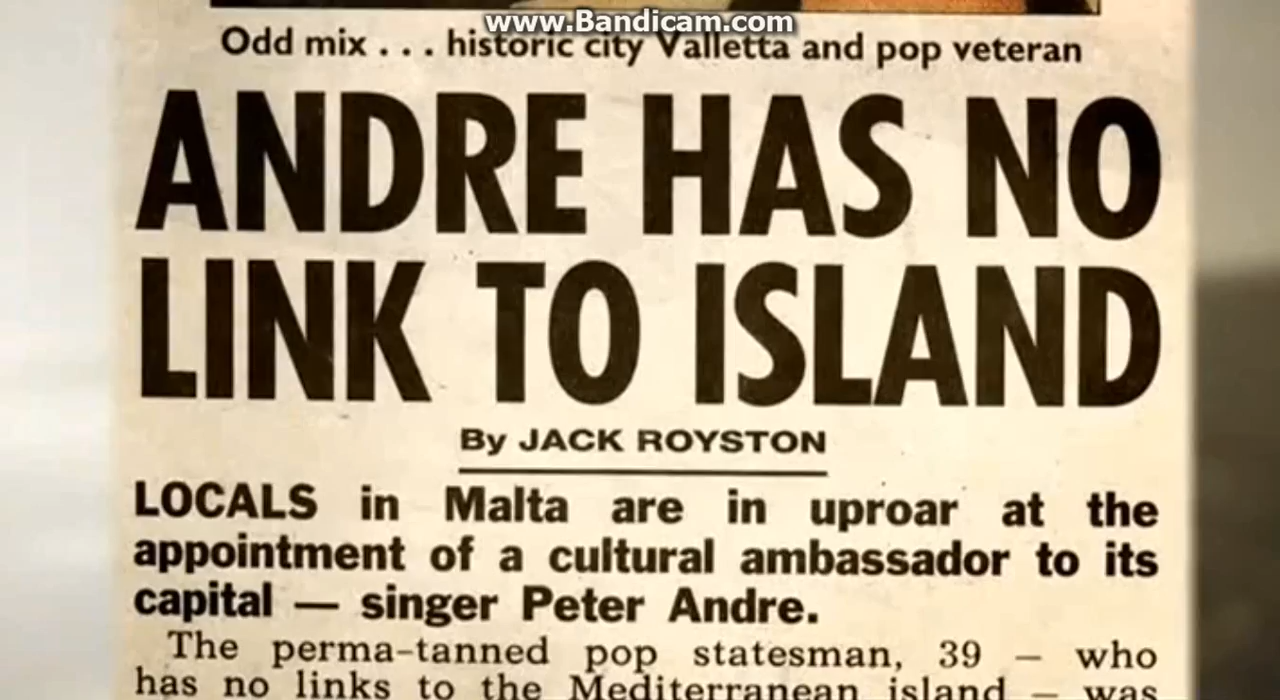 www.Bandicam.com
Odd mix . . . historic city Valletta and pop veteran
ANDRE HAS NO
LINK TO ISLAND
By JACK ROYSTON
LOCALS in Malta are in uproar at the
appointment of a cultural ambassador to its
capital — singer Peter Andre.
The perma-tanned pop statesman, 39 — who
has no links to the Mediterranean island — was